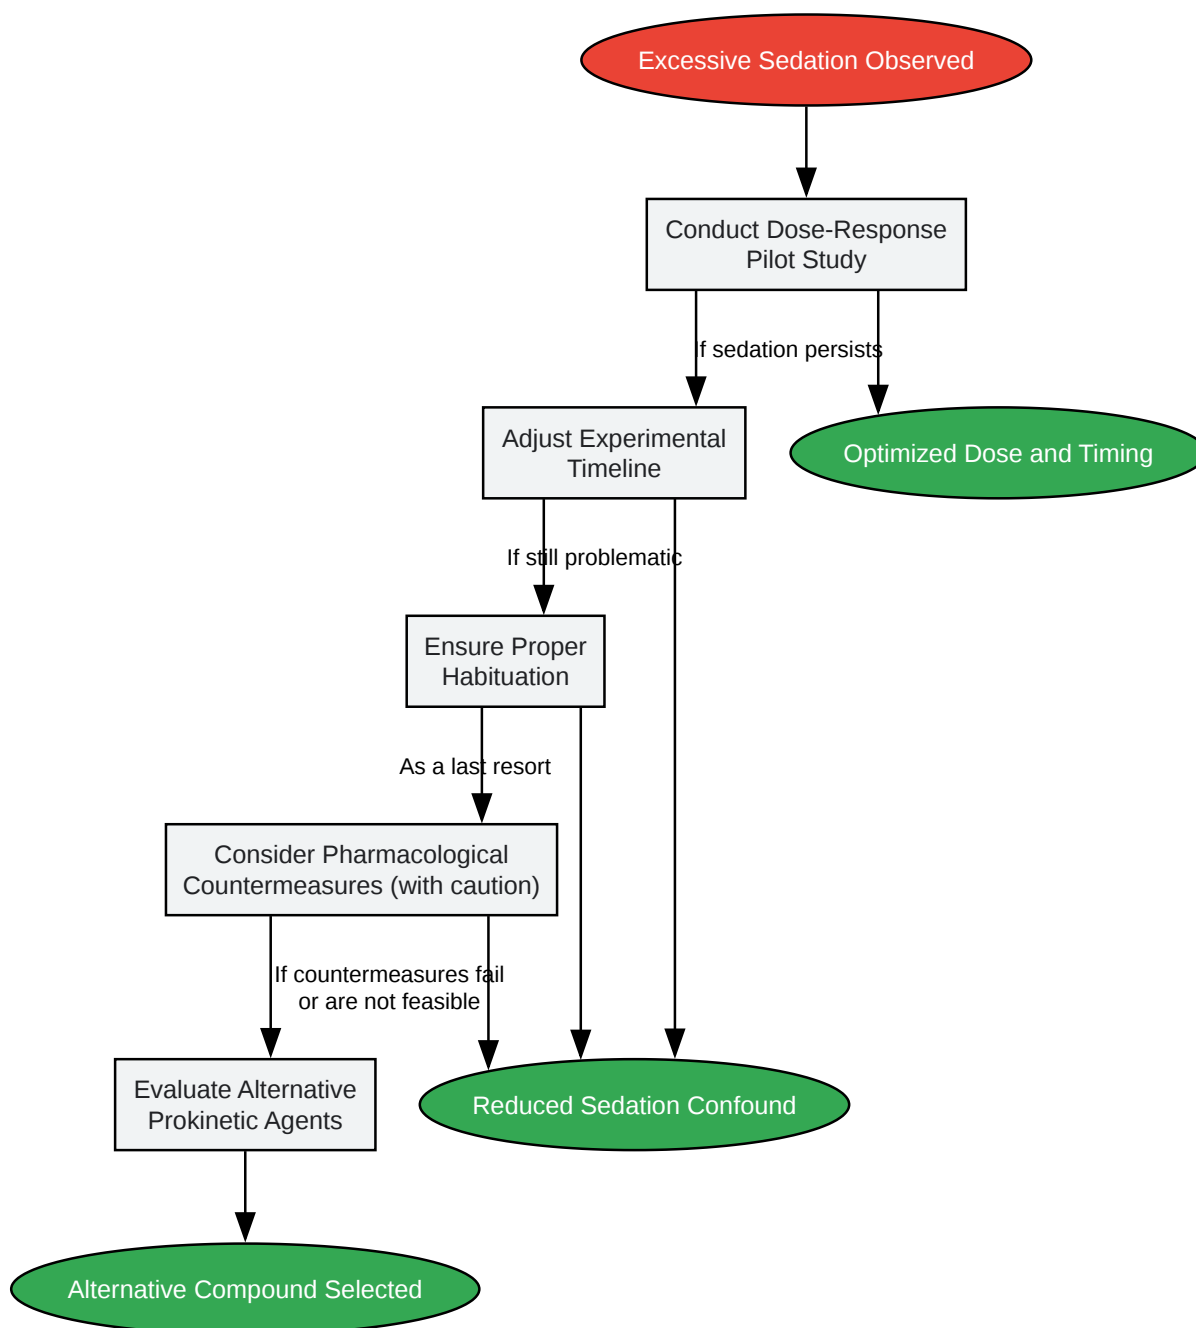 Excessive Sedation Observed
Conduct Dose-Response
Pilot Study
If sedation persists
Adjust Experimental
Timeline
Optimized Dose and Timing
If still problematic
Ensure Proper
Habituation
As a last resort
Consider Pharmacological
Countermeasures (with caution)
If countermeasures fail
or are not feasible
Evaluate Alternative
Prokinetic Agents
Reduced Sedation Confound
Alternative Compound Selected